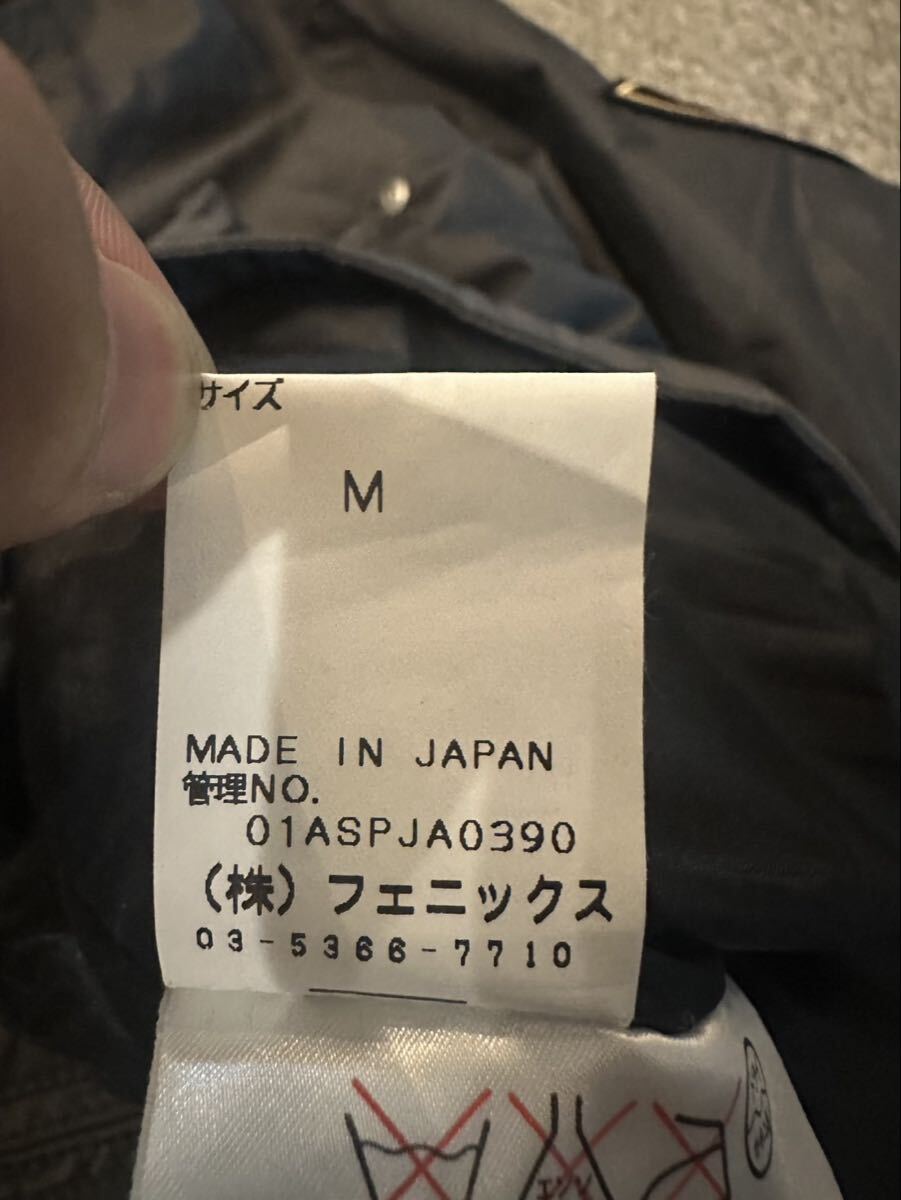 サイズ
M
MADE IN JAPAN
管理NO.
01ASPJA0390
(株)フェニックス
03-5366-7710